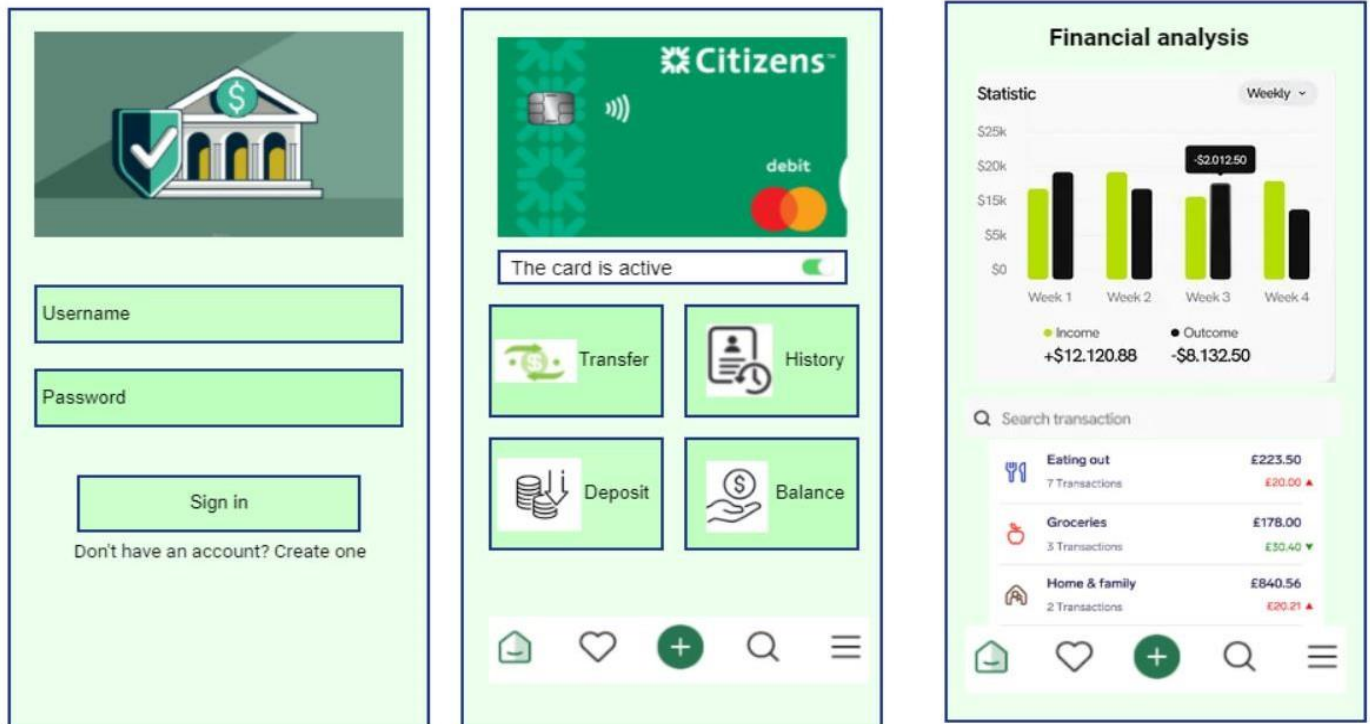 Username
Password
Sign in
Don't have an account? Create one
Citizens™
debit
The card is active
Transfer
History
Deposit
Balance
Financial analysis
Statistic
Weekly
$25k
$20k
$15k
$5k
$0
-$2.012.50
Week 1 Week 2 Week 3 Week 4
Income Outcome
+$12.120.88 -$8.132.50
Search transaction
Eating out £223.50
7 Transactions £20.00 ▲
Groceries £178.00
3 Transactions £30.40 ▼
Home & family £840.56
2 Transactions £20.21 ▲